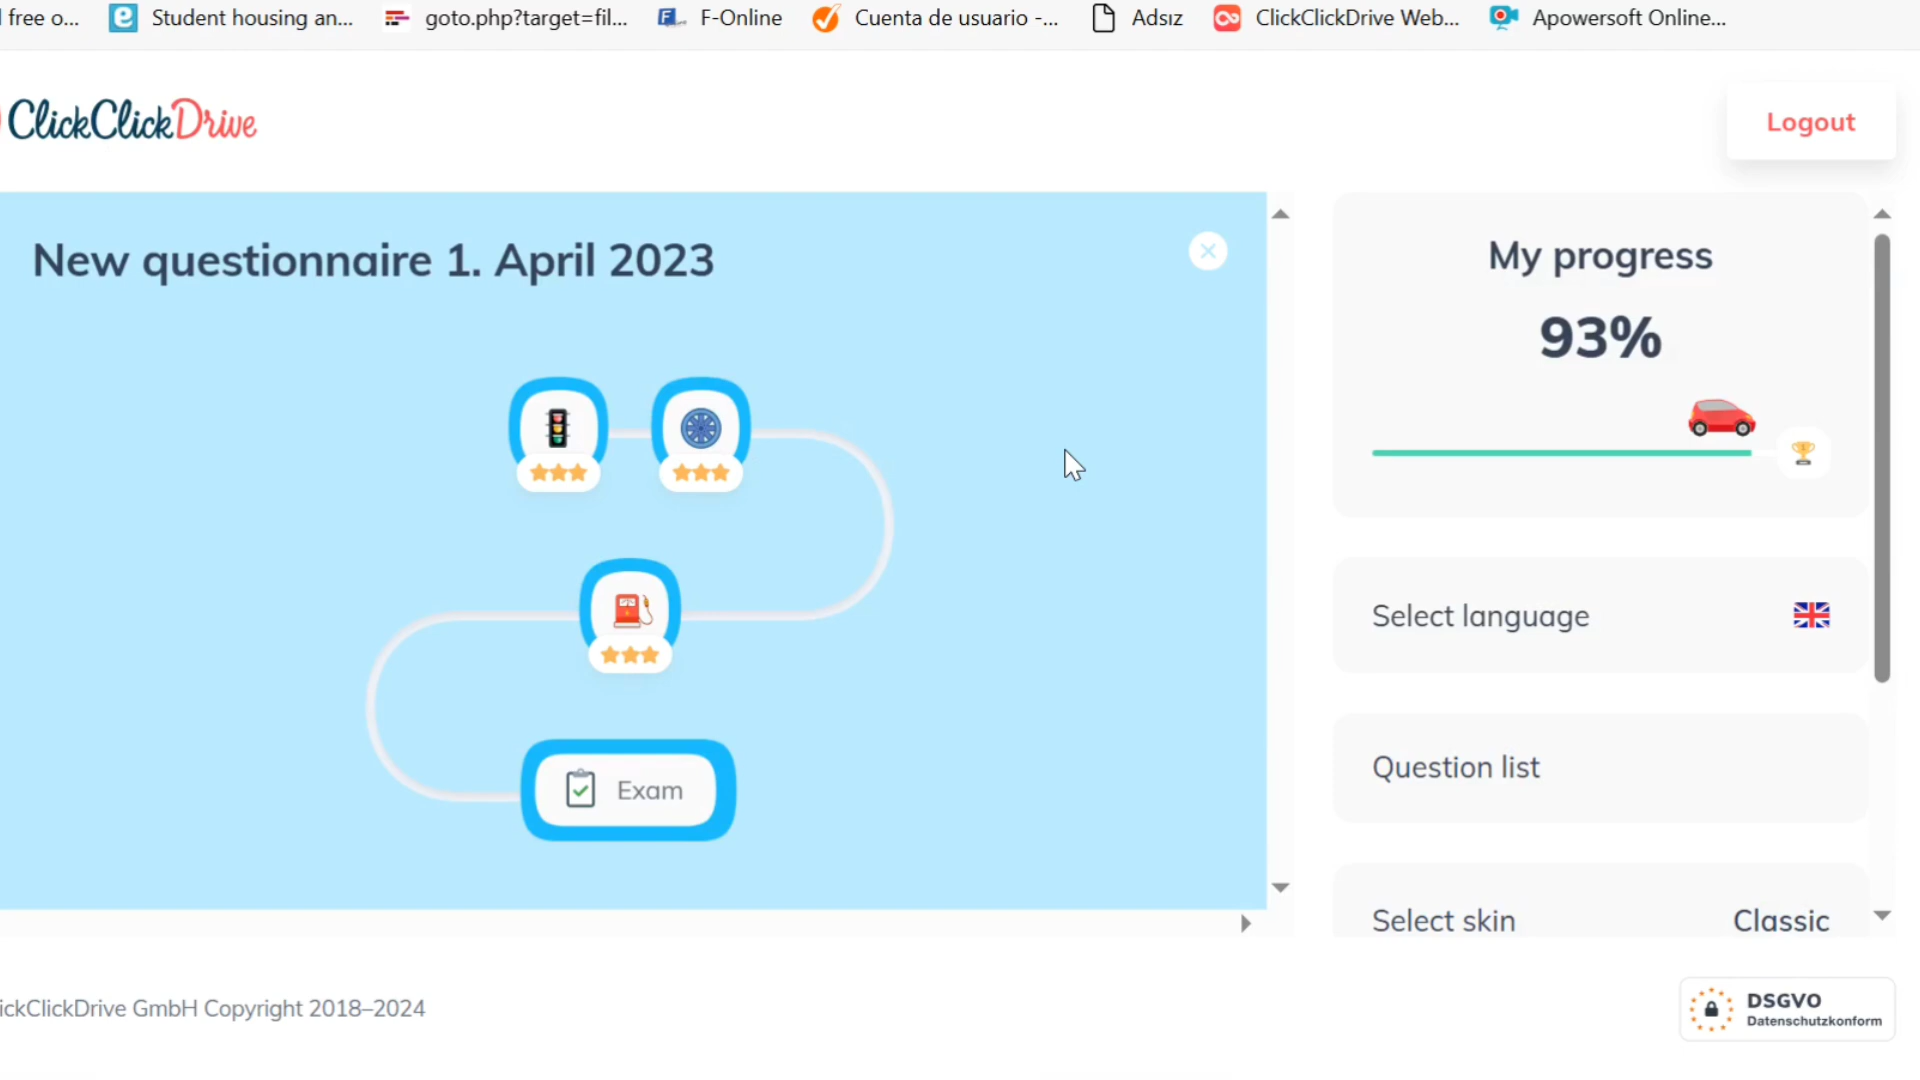 free o...
Student housing an...
goto.php?target=fil...
F-Online
Cuenta de usuario -...
Adsız
ClickClickDrive Web...
Apowersoft Online...
ClickClickDrive
Logout
New questionnaire 1. April 2023
My progress
93%
Select language
Exam
Question list
Select skin
Classic
ickClickDrive GmbH Copyright 2018–2024
DSGVO
Datenschutzkonform